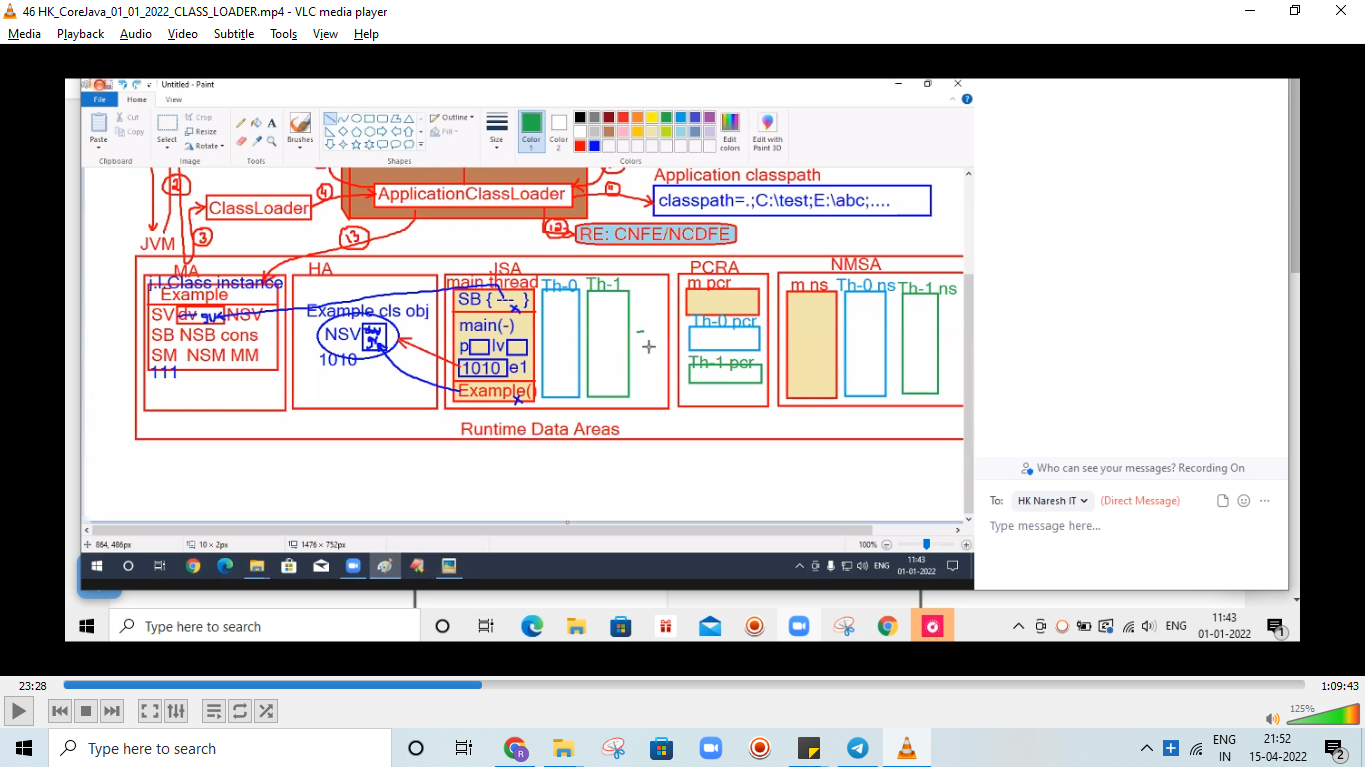 46 HK_CoreJava_01_01_2022_CLASS_LOADER.mp4 - VLC media player
Media Playback Audio Video Subtitle Tools View Help
Untitled - Paint
File Home View
Paste Cut Copy
Select Crop Resize Rotate
Brushes
Outline Fill
Size
Color 1
Color 2
Edit colors
Edit with Paint 3D
Clipboard Image Tools Shapes Colors
Application classpath
2
4
11
ClassLoader
ApplicationClassLoader
classpath=.;C:\test;E:\abc;....
3
13
12
RE: CNFE/NCDFE
JVM
MA HA JSA PCRA NMSA
j.l.Class instance
Example
SV dv NSV
SB NSB cons
SM NSM MM
111
Example cls obj
NSV
1010
main thread Th-0 Th-1
SB { --- }
main(-)
p lv
1010 e1
Example()
m pcr
Th-0 pcr
Th-1 pcr
m ns Th-0 ns Th-1 ns
Runtime Data Areas
864, 486px 10 × 2px 1476 × 752px 100%
ENG 11:43
01-01-2022
Who can see your messages? Recording On
To: HK Naresh IT (Direct Message)
Type message here...
Type here to search
ENG 11:43
01-01-2022
1
23:28 1:09:43
125%
Type here to search
R
ENG
IN
21:52
15-04-2022
2